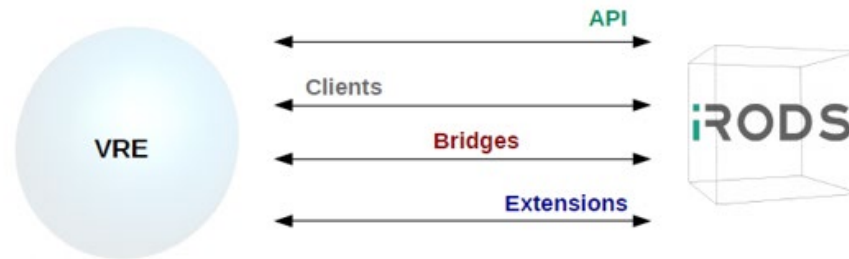 API
Clients
VRE
iRODS
Bridges
Extensions